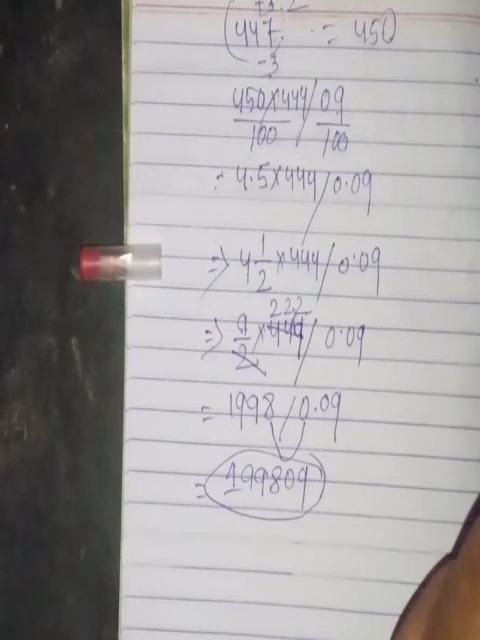 +3.2
(447. = 450
-3
450×444/09
100 / 100
∴ 4.5×444/0.09
⇒ 4 1/2 ×444/0.09
222
⇒ 9/2 ×444/0.09
= 1998/0.09
= 199809